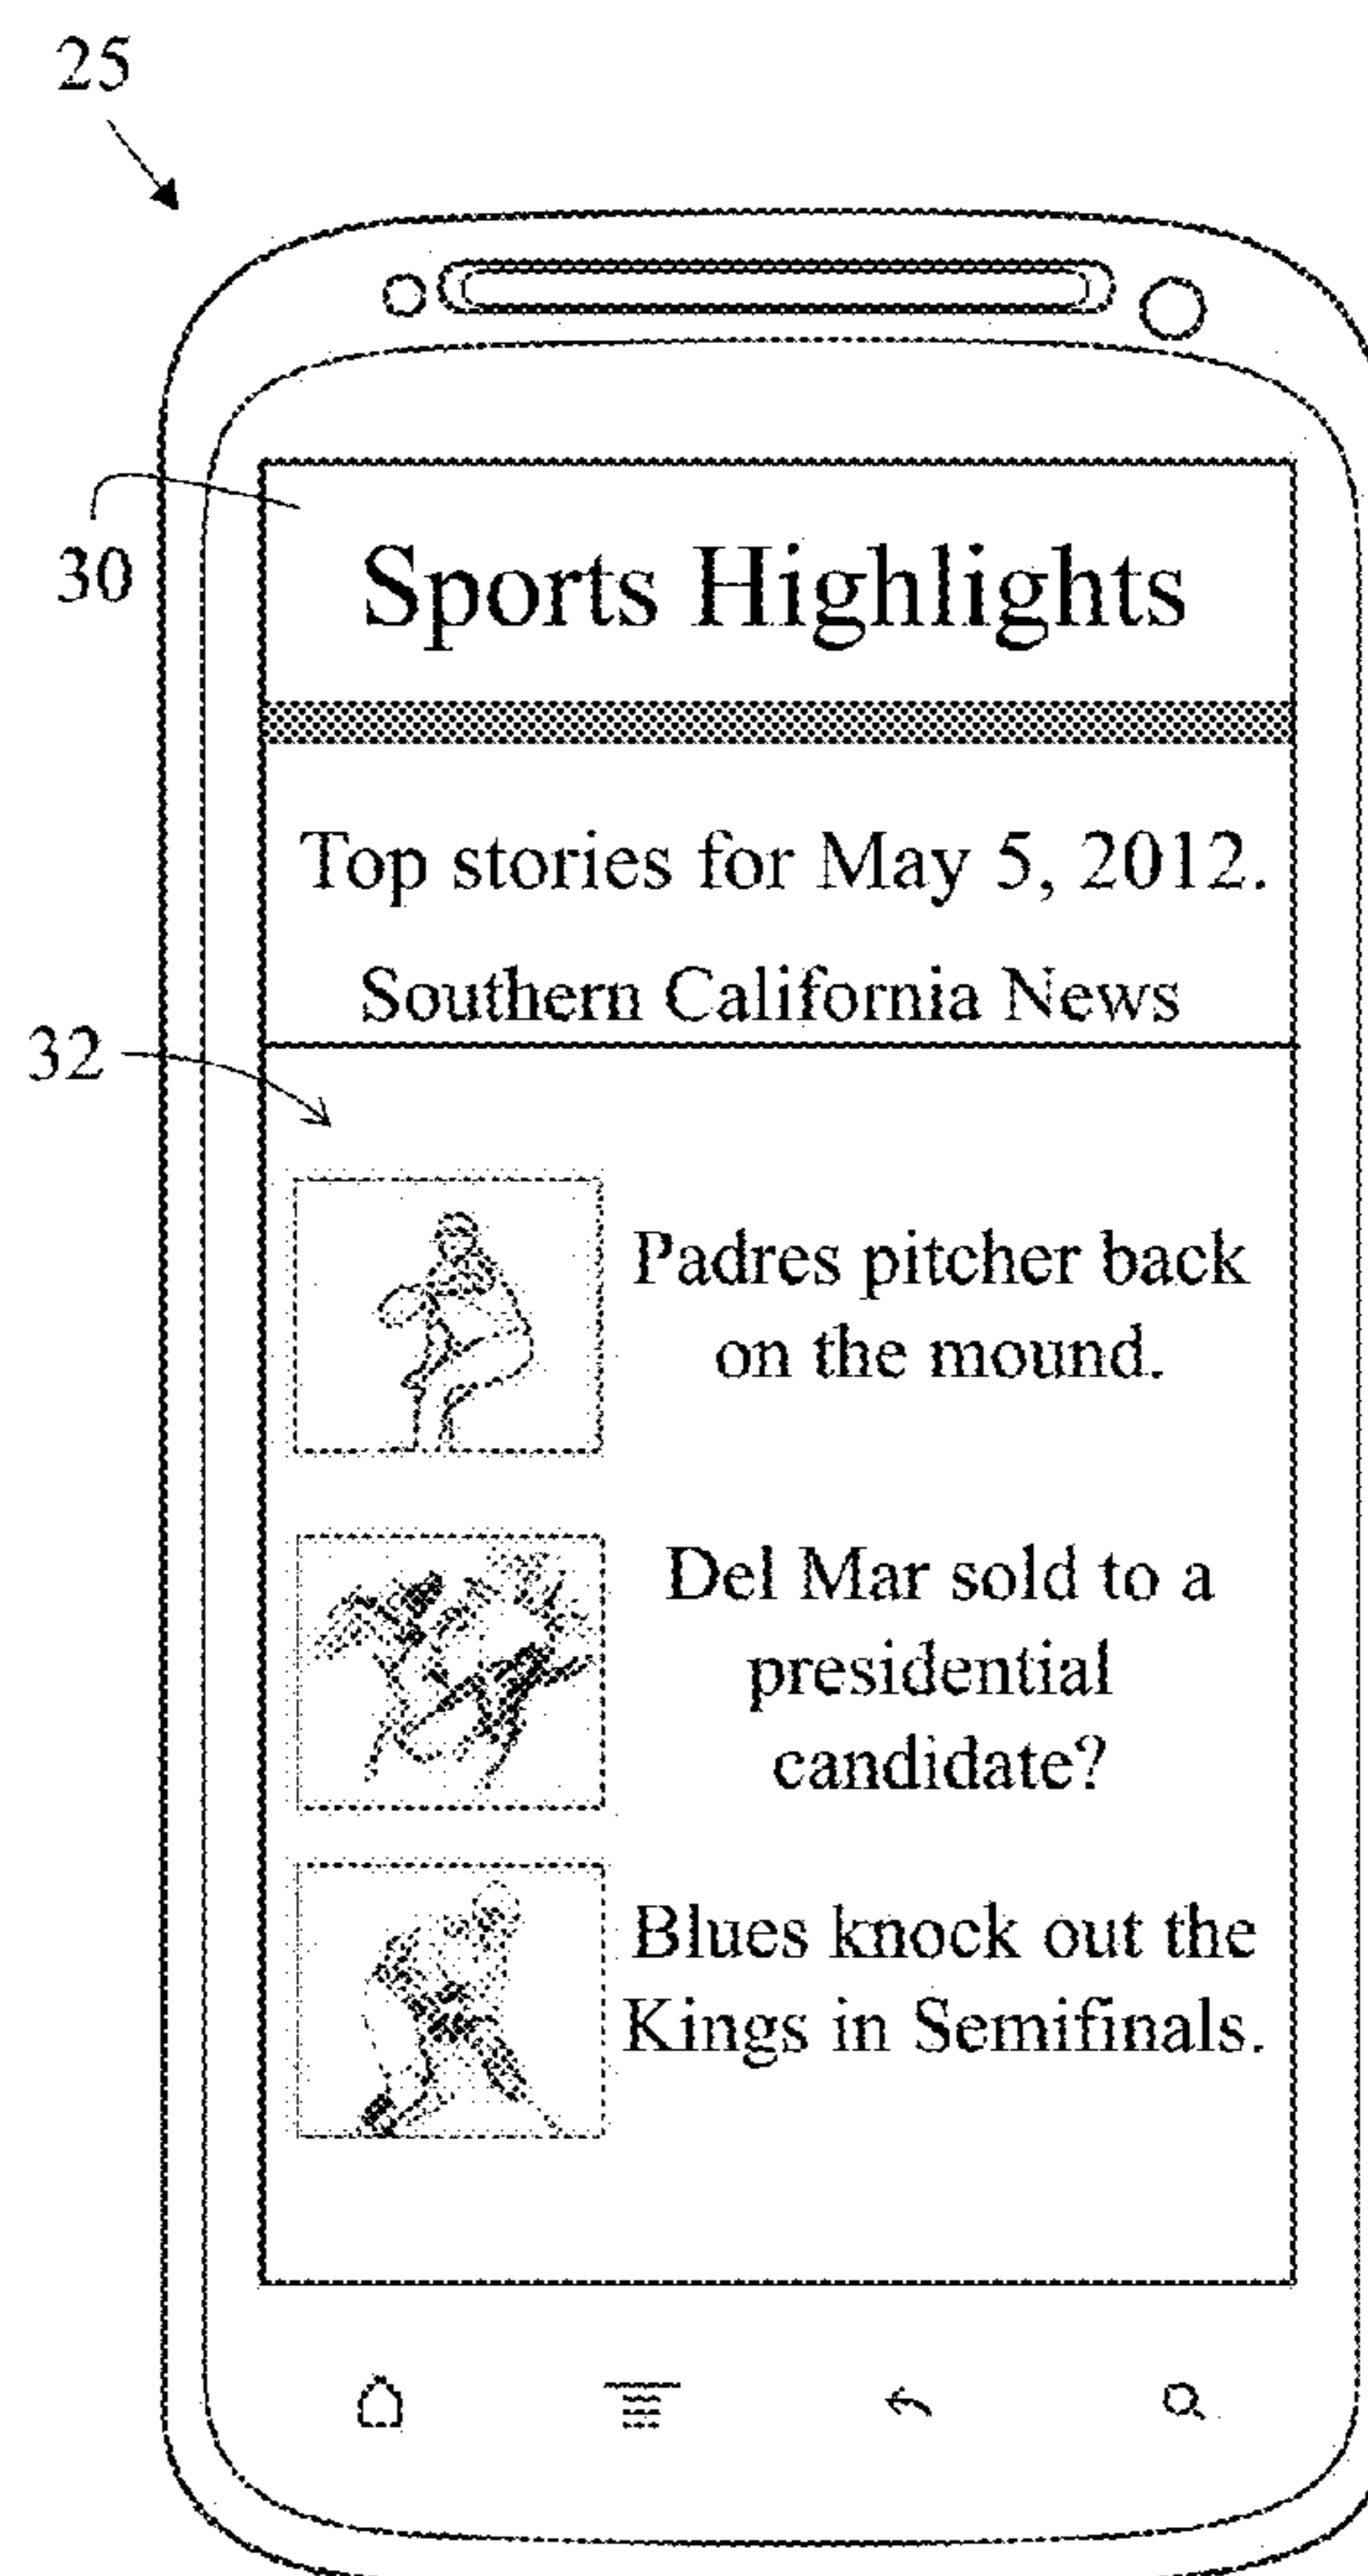 25
30
Sports Highlights
Top stories for May 5, 2012.
Southern California News
32
Padres pitcher back
on the mound.
Del Mar sold to a
presidential
candidate?
Blues knock out the
Kings in Semifinals.